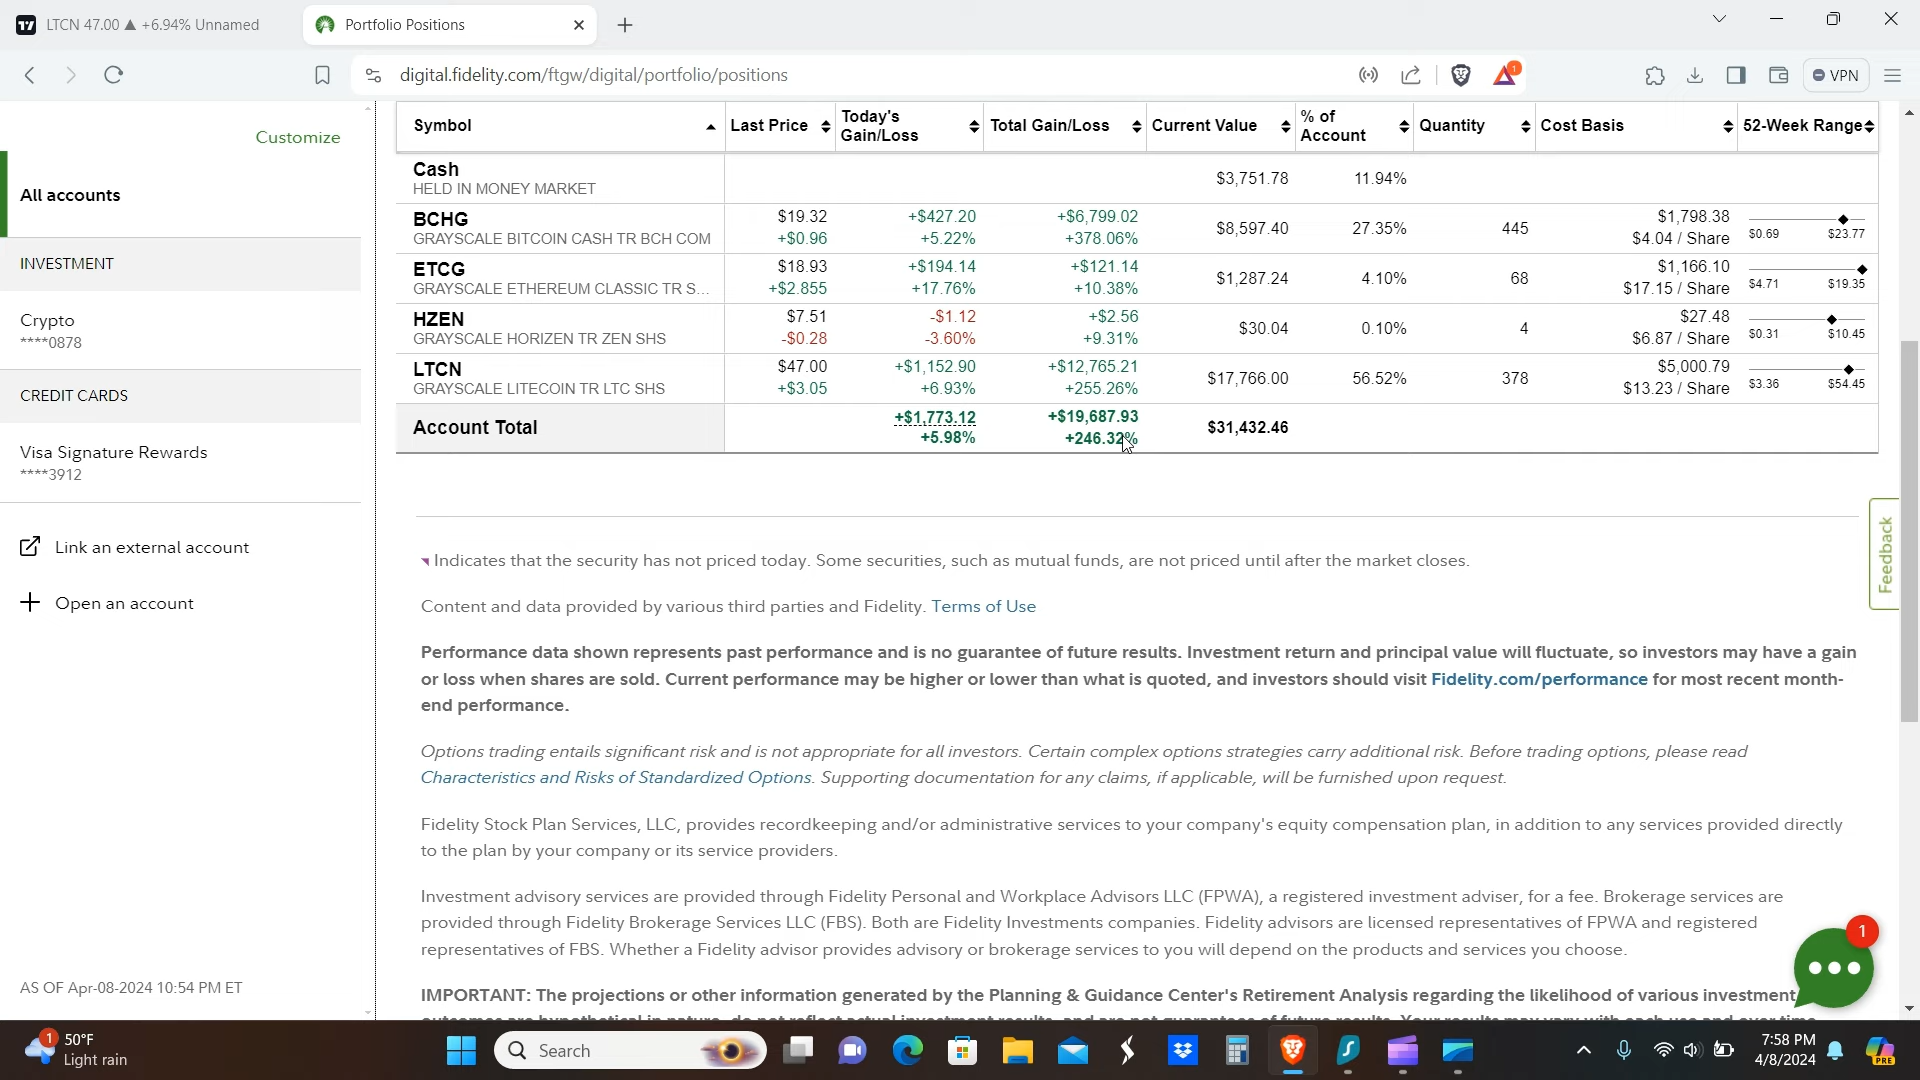 LTCN 47.00 ▲ +6.94% Unnamed
Portfolio Positions
digital.fidelity.com/ftgw/digital/portfolio/positions
1
VPN
Customize
All accounts
INVESTMENT
Crypto
****0878
CREDIT CARDS
Visa Signature Rewards
****3912
Link an external account
Open an account
AS OF Apr-08-2024 10:54 PM ET
Symbol Last Price Today's Gain/Loss Total Gain/Loss Current Value % of Account Quantity Cost Basis 52-Week Range
Cash $3,751.78 11.94%
HELD IN MONEY MARKET
BCHG $19.32 +$427.20 +$6,799.02 $8,597.40 27.35% 445 $1,798.38
GRAYSCALE BITCOIN CASH TR BCH COM +$0.96 +5.22% +378.06% $4.04 / Share $0.69 $23.77
ETCG $18.93 +$194.14 +$121.14 $1,287.24 4.10% 68 $1,166.10
GRAYSCALE ETHEREUM CLASSIC TR S... +$2.855 +17.76% +10.38% $17.15 / Share $4.71 $19.35
HZEN $7.51 -$1.12 +$2.56 $30.04 0.10% 4 $27.48
GRAYSCALE HORIZEN TR ZEN SHS -$0.28 -3.60% +9.31% $6.87 / Share $0.31 $10.45
LTCN $47.00 +$1,152.90 +$12,765.21 $17,766.00 56.52% 378 $5,000.79
GRAYSCALE LITECOIN TR LTC SHS +$3.05 +6.93% +255.26% $13.23 / Share $3.36 $54.45
Account Total +$1,773.12 +$19,687.93 $31,432.46
+5.98% +246.32%
Indicates that the security has not priced today. Some securities, such as mutual funds, are not priced until after the market closes.
Content and data provided by various third parties and Fidelity. Terms of Use
Performance data shown represents past performance and is no guarantee of future results. Investment return and principal value will fluctuate, so investors may have a gain
or loss when shares are sold. Current performance may be higher or lower than what is quoted, and investors should visit Fidelity.com/performance for most recent month-
end performance.
Options trading entails significant risk and is not appropriate for all investors. Certain complex options strategies carry additional risk. Before trading options, please read
Characteristics and Risks of Standardized Options. Supporting documentation for any claims, if applicable, will be furnished upon request.
Fidelity Stock Plan Services, LLC, provides recordkeeping and/or administrative services to your company's equity compensation plan, in addition to any services provided directly
to the plan by your company or its service providers.
Investment advisory services are provided through Fidelity Personal and Workplace Advisors LLC (FPWA), a registered investment adviser, for a fee. Brokerage services are
provided through Fidelity Brokerage Services LLC (FBS). Both are Fidelity Investments companies. Fidelity advisors are licensed representatives of FPWA and registered
representatives of FBS. Whether a Fidelity advisor provides advisory or brokerage services to you will depend on the products and services you choose.
IMPORTANT: The projections or other information generated by the Planning & Guidance Center's Retirement Analysis regarding the likelihood of various investment
Feedback
1
1
50°F
Light rain
Search
7:58 PM
4/8/2024
PRE